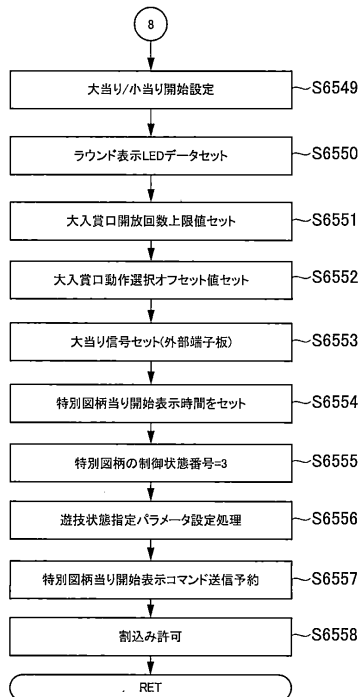 8
大当り/小当り開始設定
S6549
ラウンド表示LEDデータセット
S6550
大入賞口開放回数上限値セット
S6551
大入賞口動作選択オフセット値セット
S6552
大当り信号セット(外部端子板)
S6553
特別図柄当り開始表示時間をセット
S6554
特別図柄の制御状態番号=3
S6555
遊技状態指定パラメータ設定処理
S6556
特別図柄当り開始表示コマンド送信予約
S6557
割込み許可
S6558
RET